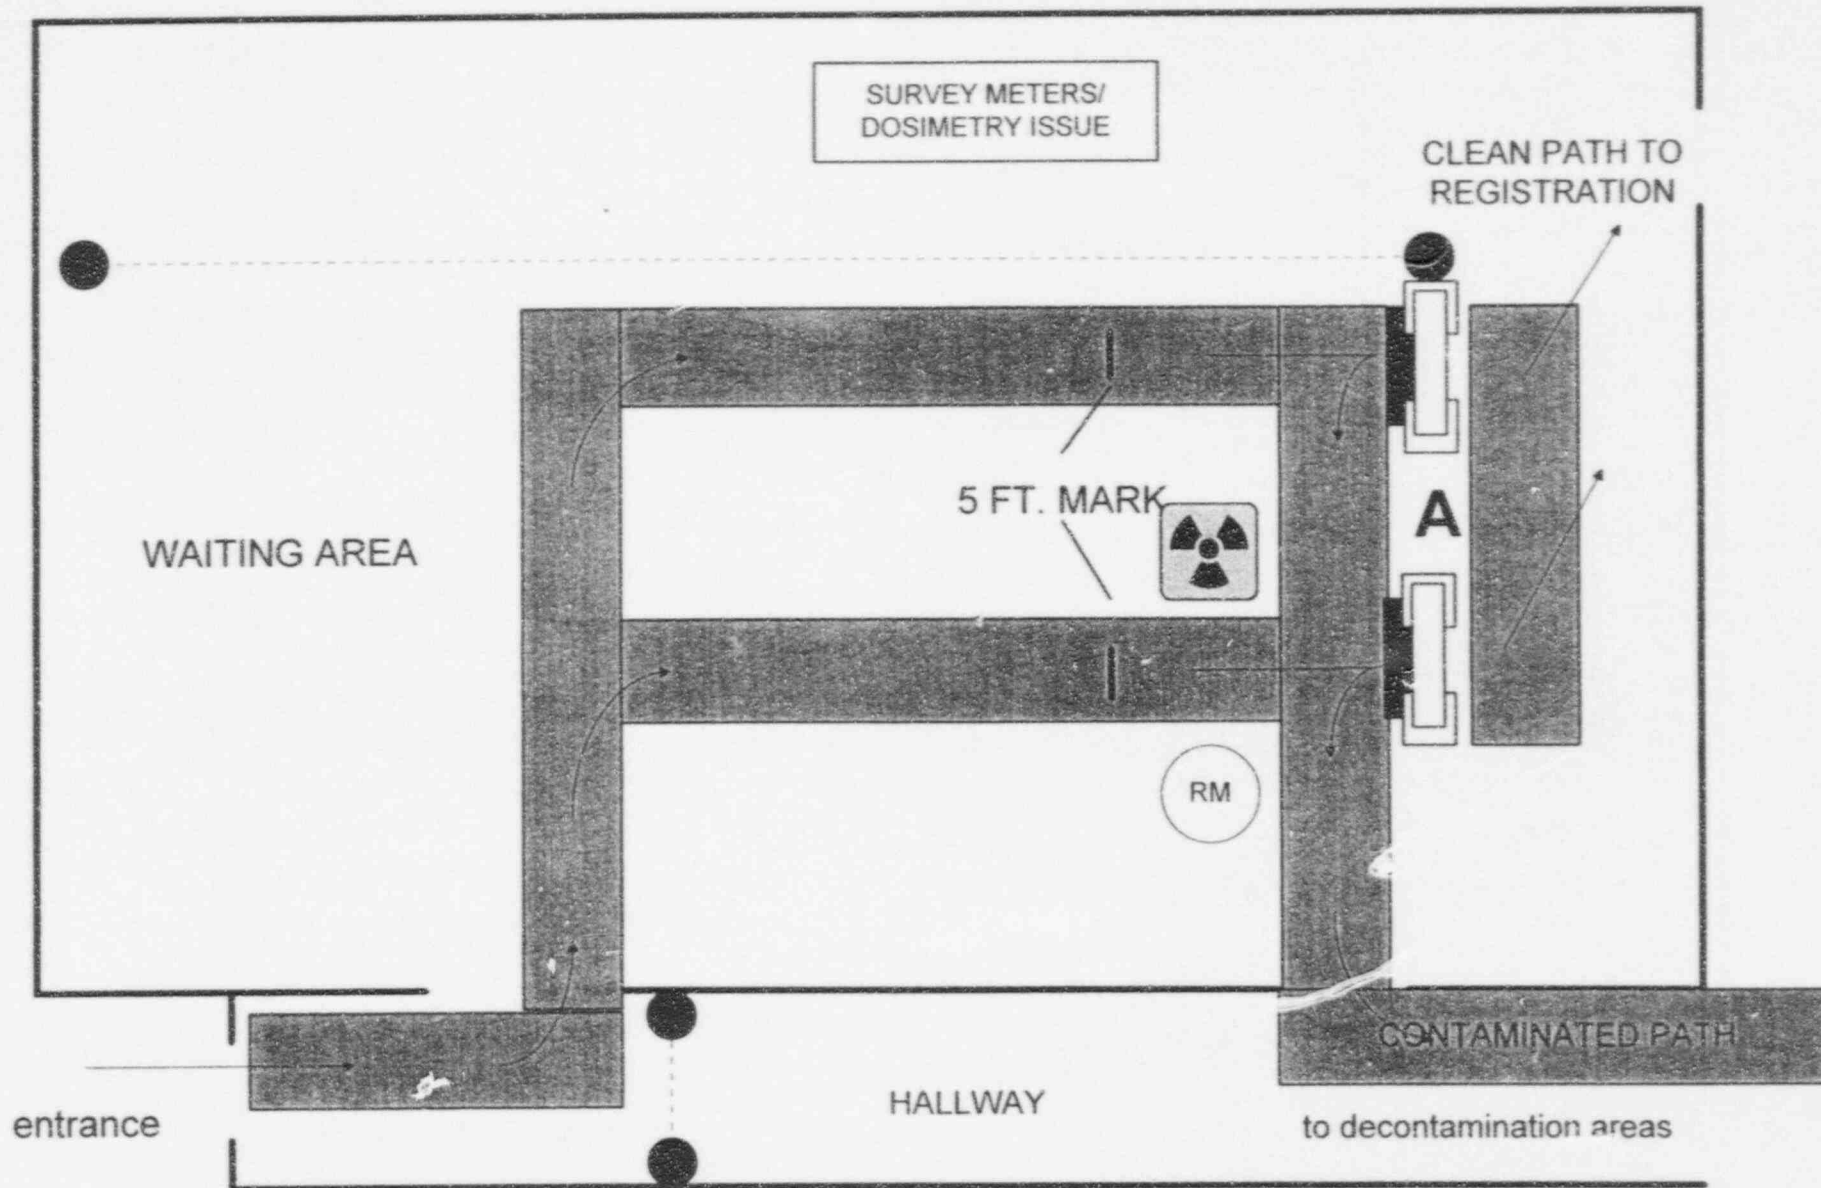 SURVEY METERS/
DOSIMETRY ISSUE
CLEAN PATH TO
REGISTRATION
5 FT. MARK
A
WAITING AREA
RM
CONTAMINATED PATH
HALLWAY
entrance
to decontamination areas